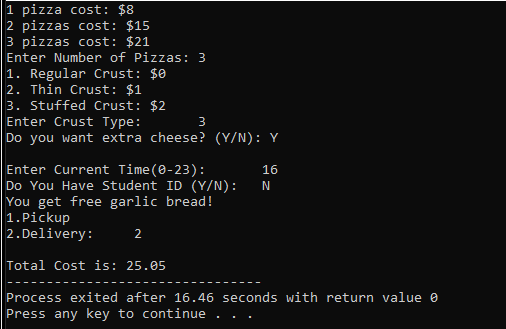 1 pizza cost: $8
2 pizzas cost: $15
3 pizzas cost: $21
Enter Number of Pizzas: 3
1. Regular Crust: $0
2. Thin Crust: $1
3. Stuffed Crust: $2
Enter Crust Type:       3
Do you want extra cheese? (Y/N): Y
Enter Current Time(0-23):       16
Do You Have Student ID (Y/N):   N
You get free garlic bread!
1.Pickup
2.Delivery:     2
Total Cost is: 25.05
--------------------------------
Process exited after 16.46 seconds with return value 0
Press any key to continue . . .